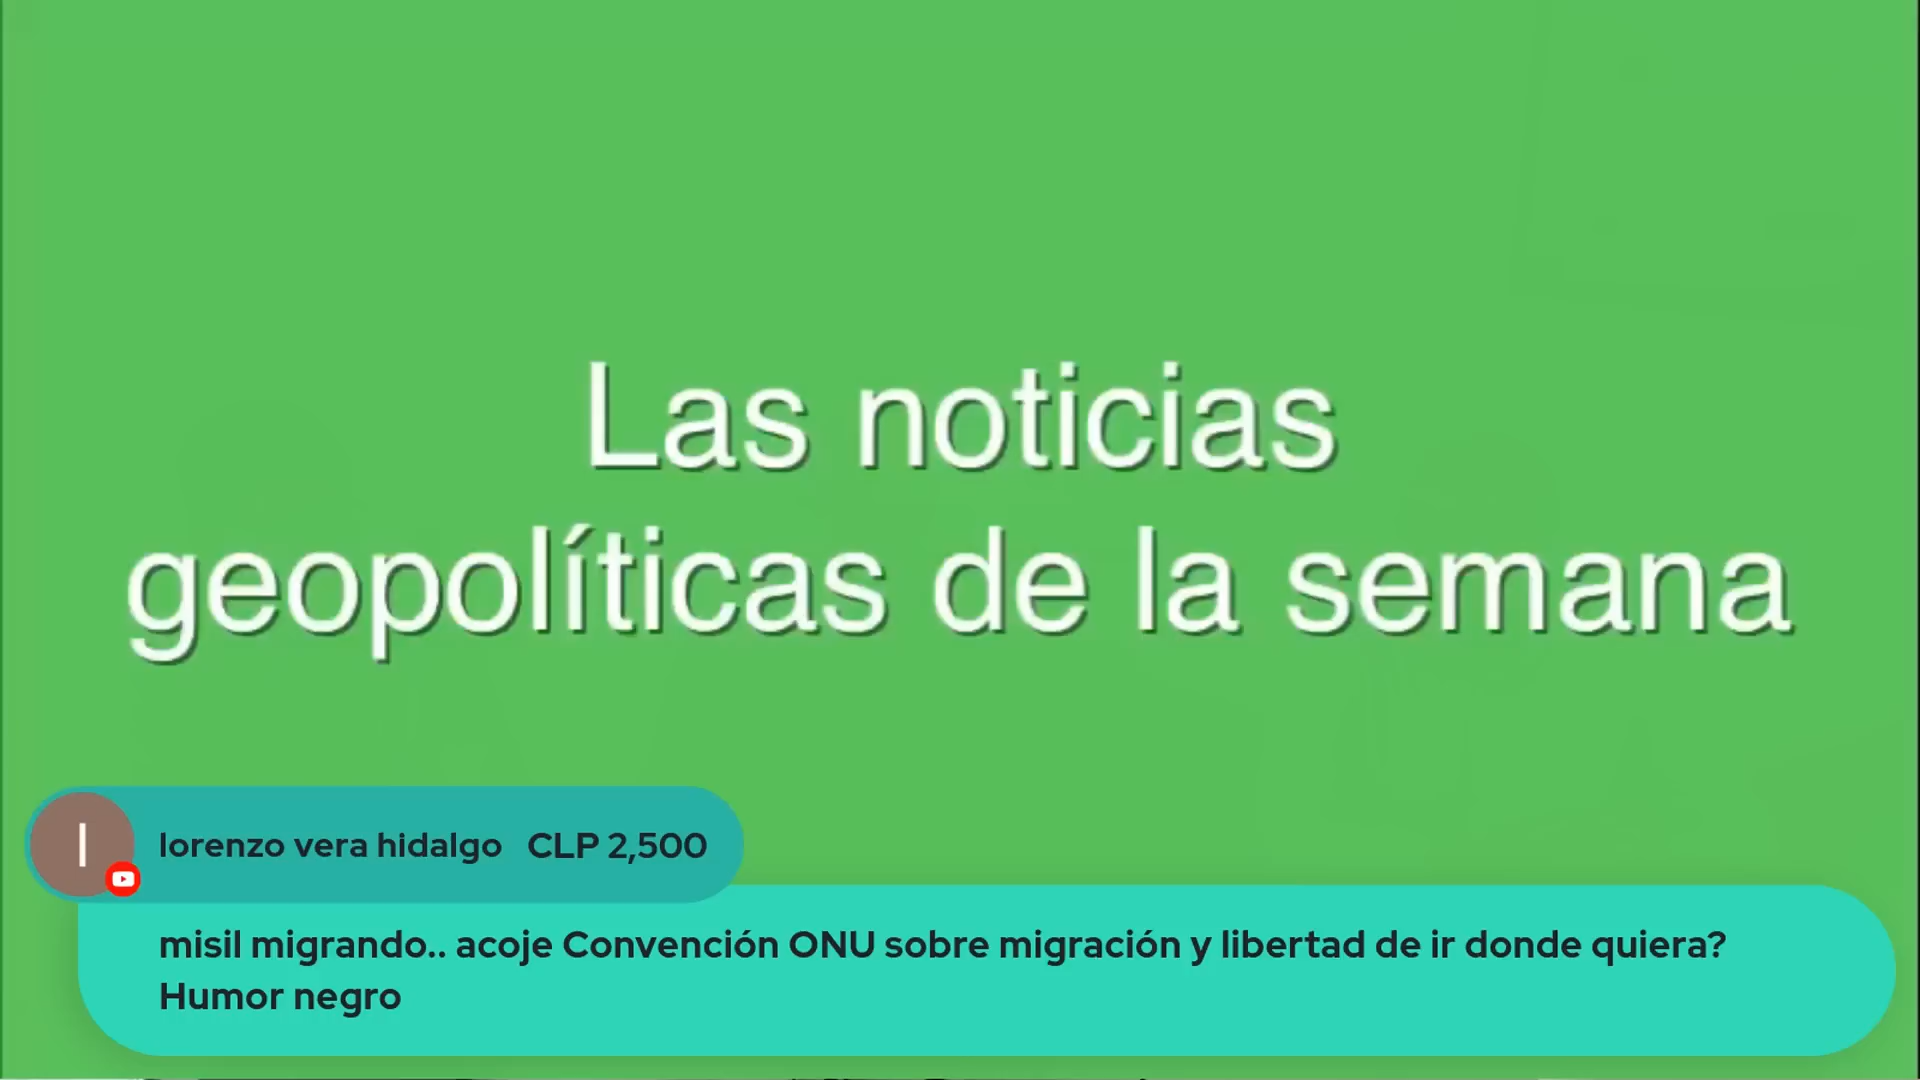 Las noticias
geopolíticas de la semana
l
lorenzo vera hidalgo CLP 2,500
misil migrando.. acoje Convención ONU sobre migración y libertad de ir donde quiera?
Humor negro